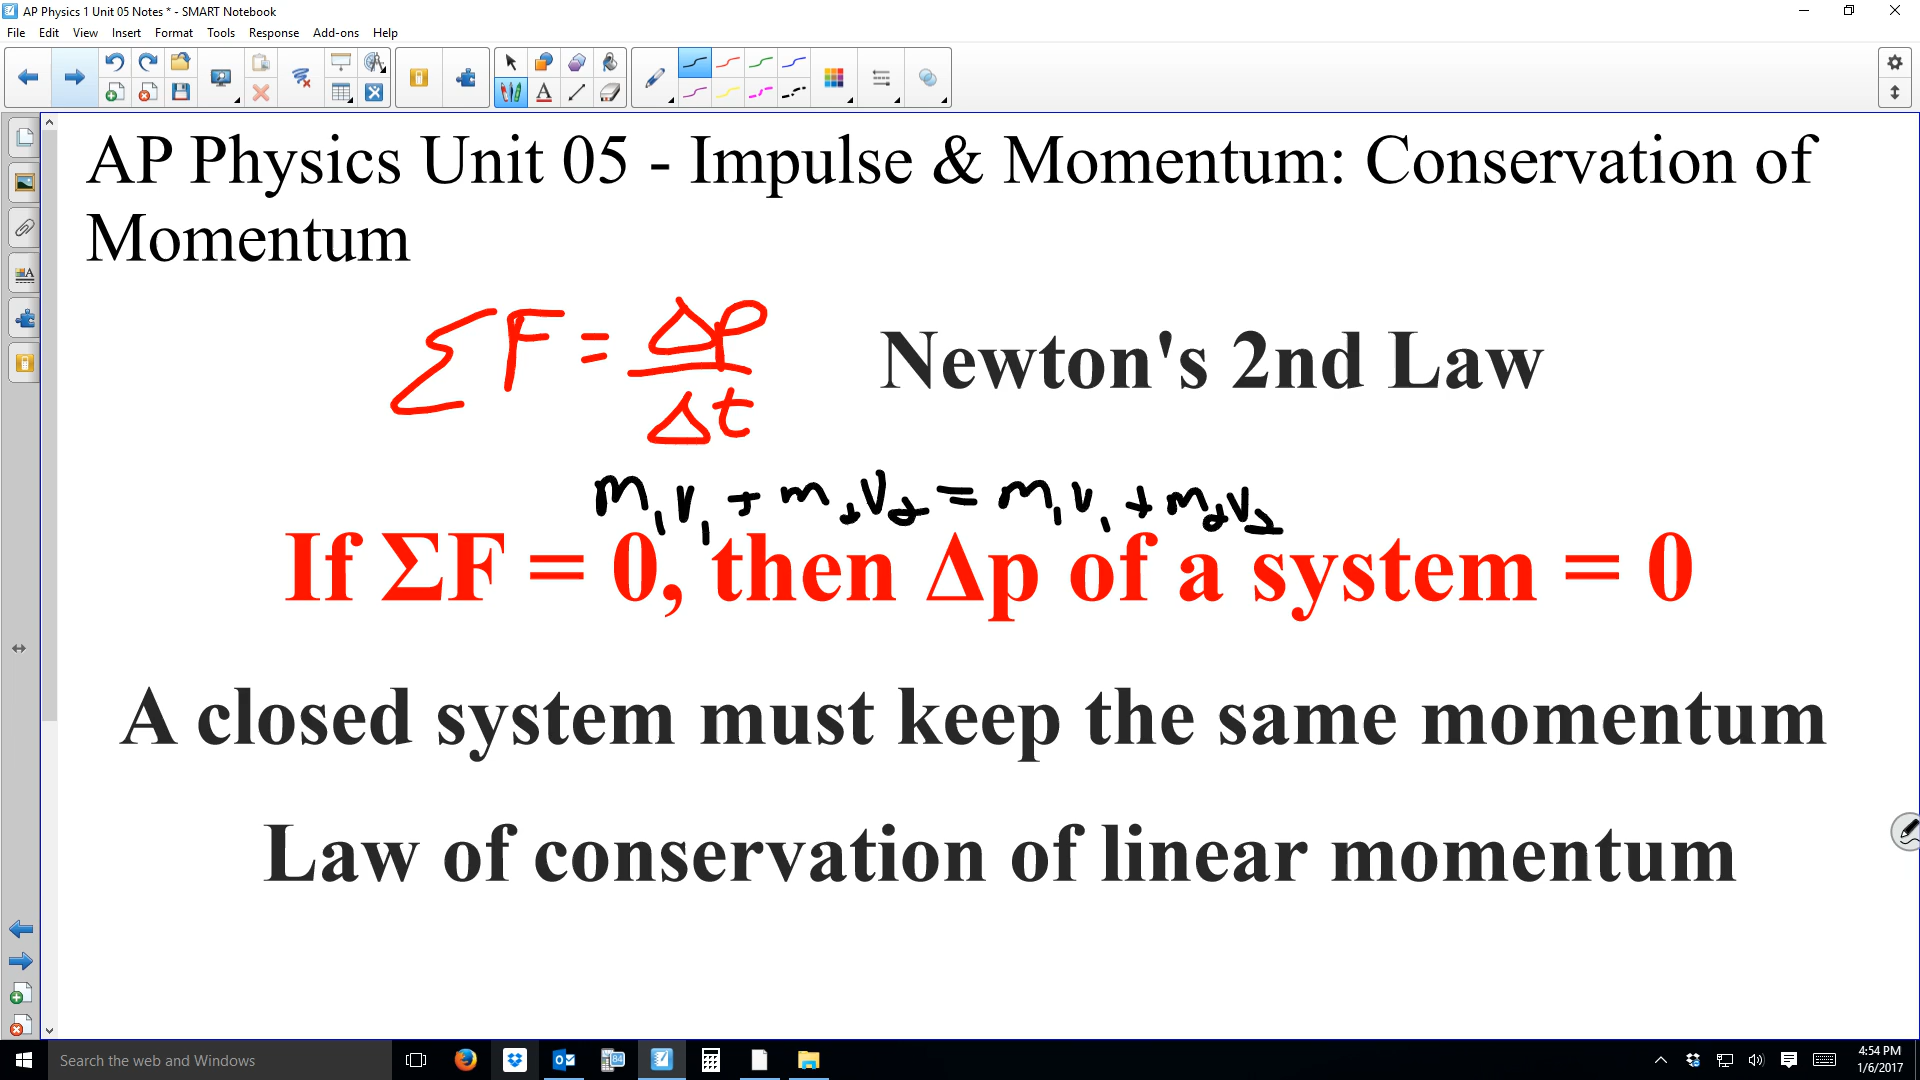 AP Physics 1 Unit 05 Notes * - SMART Notebook
File Edit View Insert Format Tools Response Add-ons Help
AP Physics Unit 05 - Impulse & Momentum: Conservation of
Momentum
ΣF = Δp/Δt
Newton's 2nd Law
m₁v₁ + m₂v₂ = m₁v₁ + m₂v₂
If ΣF = 0, then Δp of a system = 0
A closed system must keep the same momentum
Law of conservation of linear momentum
Search the web and Windows
84
4:54 PM
1/6/2017